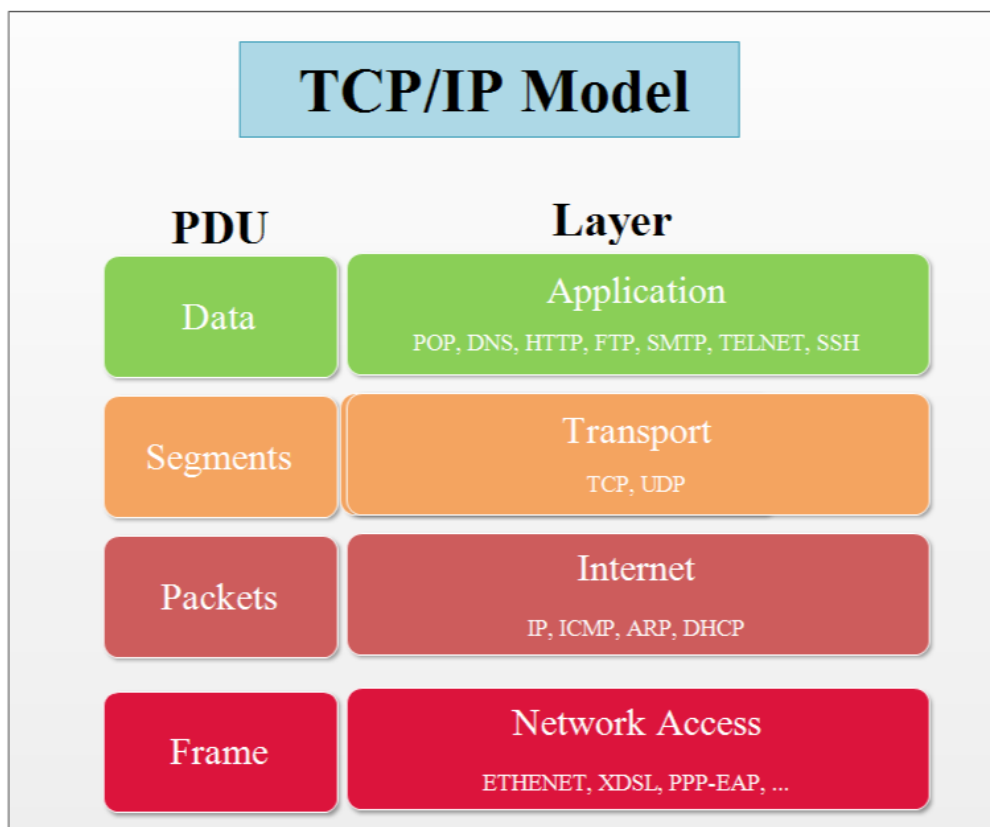 TCP/IP Model
PDU
Layer
Data
Application
POP, DNS, HTTP, FTP, SMTP, TELNET, SSH
Segments
Transport
TCP, UDP
Packets
Internet
IP, ICMP, ARP, DHCP
Frame
Network Access
ETHENET, XDSL, PPP-EAP, ...